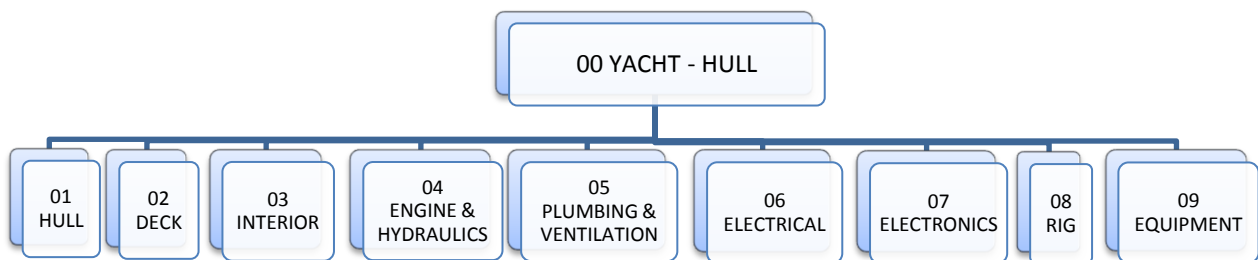 00 YACHT - HULL
01
HULL
02
DECK
03
INTERIOR
04
ENGINE &
HYDRAULICS
05
PLUMBING &
VENTILATION
06
ELECTRICAL
07
ELECTRONICS
08
RIG
09
EQUIPMENT